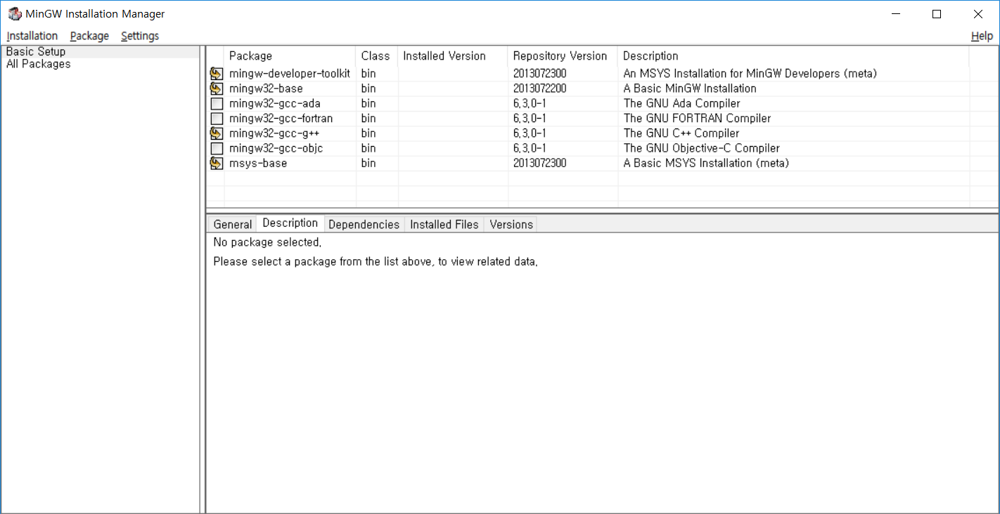 MinGW Installation Manager
Installation Package Settings Help
Basic Setup
All Packages
Package Class Installed Version Repository Version Description
mingw-developer-toolkit bin 2013072300 An MSYS Installation for MinGW Developers (meta)
mingw32-base bin 2013072200 A Basic MinGW Installation
mingw32-gcc-ada bin 6.3.0-1 The GNU Ada Compiler
mingw32-gcc-fortran bin 6.3.0-1 The GNU FORTRAN Compiler
mingw32-gcc-g++ bin 6.3.0-1 The GNU C++ Compiler
mingw32-gcc-objc bin 6.3.0-1 The GNU Objective-C Compiler
msys-base bin 2013072300 A Basic MSYS Installation (meta)
General Description Dependencies Installed Files Versions
No package selected.
Please select a package from the list above, to view related data.